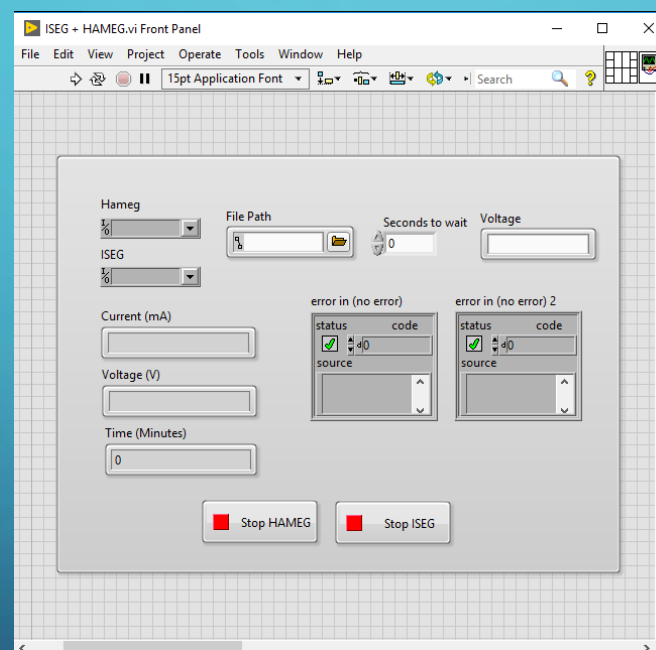 ISEG + HAMEG.vi Front Panel
File Edit View Project Operate Tools Window Help
15pt Application Font Search
Hameg
ISEG
File Path
Seconds to wait
0
Voltage
Current (mA)
Voltage (V)
Time (Minutes)
0
error in (no error)
status code
d0
source
error in (no error) 2
status code
d0
source
Stop HAMEG Stop ISEG